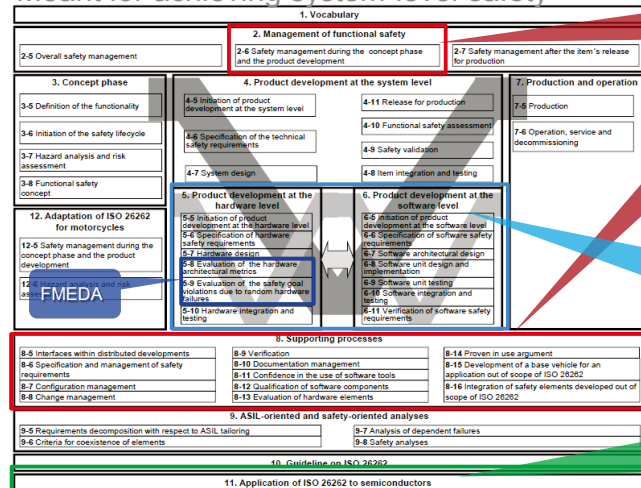 meant for achieving system-level safety
1. Vocabulary
2. Management of functional safety
2-5 Overall safety management
2-6 Safety management during the concept phase
and the product development
2-7 Safety management after the item's release
for production
3. Concept phase
3-5 Definition of the functionality
3-6 Initiation of the safety lifecycle
3-7 Hazard analysis and risk
assessment
3-8 Functional safety
concept
4. Product development at the system level
4-5 Initiation of product
development at the system level
4-6 Specification of the technical
safety requirements
4-7 System design
4-11 Release for production
4-10 Functional safety assessment
4-9 Safety validation
4-8 Item integration and testing
7. Production and operation
7-5 Production
7-6 Operation, service and
decommissioning
12. Adaptation of ISO 26262
for motorcycles
12-5 Safety management during the
concept phase and the product
development
12-6 Hazard analysis and risk
FMEDA
5. Product development at the
hardware level
5-5 Initiation of product
development at the hardware level
5-6 Specification of hardware
safety requirements
5-7 Hardware design
5-8 Evaluation of the hardware
architectural metrics
5-9 Evaluation of the safety goal
violations due to random hardware
failures
5-10 Hardware integration and
testing
6. Product development at the
software level
6-5 Initiation of product
development at the software level
6-6 Specification of software safety
requirements
6-7 Software architectural design
6-8 Software unit design and
implementation
6-9 Software unit testing
6-10 Software integration and
testing
6-11 Verification of software safety
requirements
8. Supporting processes
8-5 Interfaces within distributed developments
8-6 Specification and management of safety
requirements
8-7 Configuration management
8-8 Change management
8-9 Verification
8-10 Documentation management
8-11 Confidence in the use of software tools
8-12 Qualification of software components
8-13 Evaluation of hardware elements
8-14 Proven in use argument
8-15 Development of a base vehicle for an
application out of scope of ISO 26262
8-16 Integration of safety elements developed out of
scope of ISO 26262
9. ASIL-oriented and safety-oriented analyses
9-5 Requirements decomposition with respect to ASIL tailoring
9-6 Criteria for coexistence of elements
9-7 Analysis of dependent failures
9-8 Safety analyses
10. Guideline on ISO 26262
11. Application of ISO 26262 to semiconductors